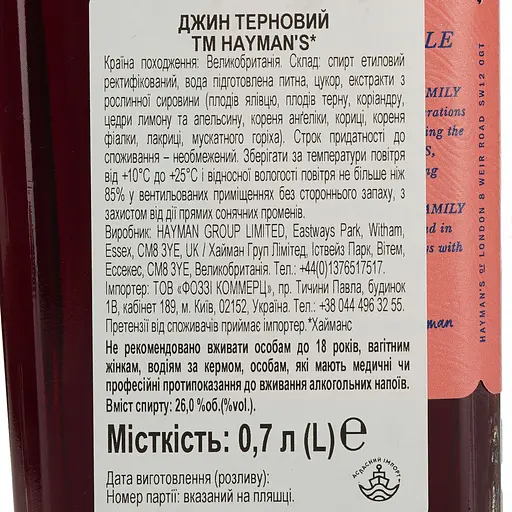 ДЖИН ТЕРНОВИЙ
ТМ HAYMAN'S*
Країна походження: Великобританія. Склад: спирт етиловий
ректифікований, вода підготовлена питна, цукор, екстракти з
рослинної сировини (плодів ялівцю, плодів терну, коріандру,
цедри лимону та апельсину, кореня ангеліки, кориці, кореня
фіалки, лакриці, мускатного горіха). Строк придатності до
споживання – необмежений. Зберігати за температури повітря
від +10°С до +25°С і відносної вологості повітря не більше ніж
85% у вентильованих приміщеннях без стороннього запаху, з
захистом від дії прямих сонячних променів.
Виробник: HAYMAN GROUP LIMITED, Eastways Park, Witham,
Essex, CM8 3YE, UK / Хайман Груп Лімітед, Іствейз Парк, Вітем,
Ессекес, CM8 3YE, Великобританія. Тел.: +44(0)1376517517.
Імпортер: ТОВ «ФОЗЗІ КОММЕРЦ», пр. Тичини Павла, будинок
1В, кабінет 189, м. Київ, 02152, Україна. Тел.: +38 044 496 32 55.
Претензії від споживачів приймає імпортер.*Хайманс
Не рекомендовано вживати особам до 18 років, вагітним
жінкам, водіям за кермом, особам, які мають медичні чи
професійні протипоказання до вживання алкогольних напоїв.
Вміст спирту: 26,0 %об.(%vol.).
Місткість: 0,7 л (L) ℮
Дата виготовлення (розливу):
Номер партії: вказаний на пляшці.
АСТАСНИЙ ІМПОРТ
LE
FAMILY
erations
ing the
S,
ng
FAMILY
d in
s with
man
HAYMAN'S OF LONDON 8 WEIR ROAD SW12 0GT